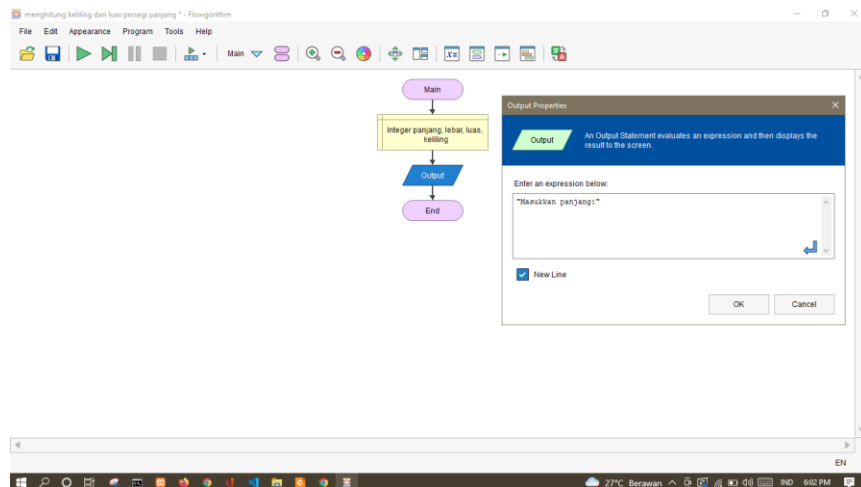 menghitung keliling dan luas persegi panjang * - Flowgorithm
File Edit Appearance Program Tools Help
Main
Main
Integer panjang, lebar, luas,
keliling
Output
End
Output Properties
Output
An Output Statement evaluates an expression and then displays the
result to the screen.
Enter an expression below:
"Masukkan panjang:"
New Line
OK Cancel
EN
27°C Berawan IND 6:02 PM